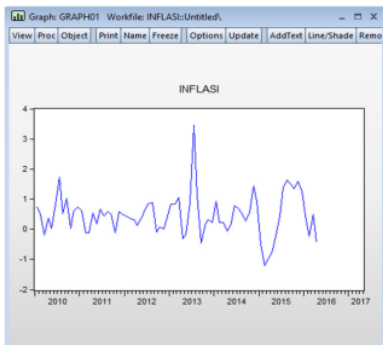 Graph: GRAPH01 Workfile: INFLASI::Untitled\
View Proc Object Print Name Freeze Options Update AddText Line/Shade Remo
INFLASI
4
3
2
1
0
-1
-2
2010 2011 2012 2013 2014 2015 2016 2017